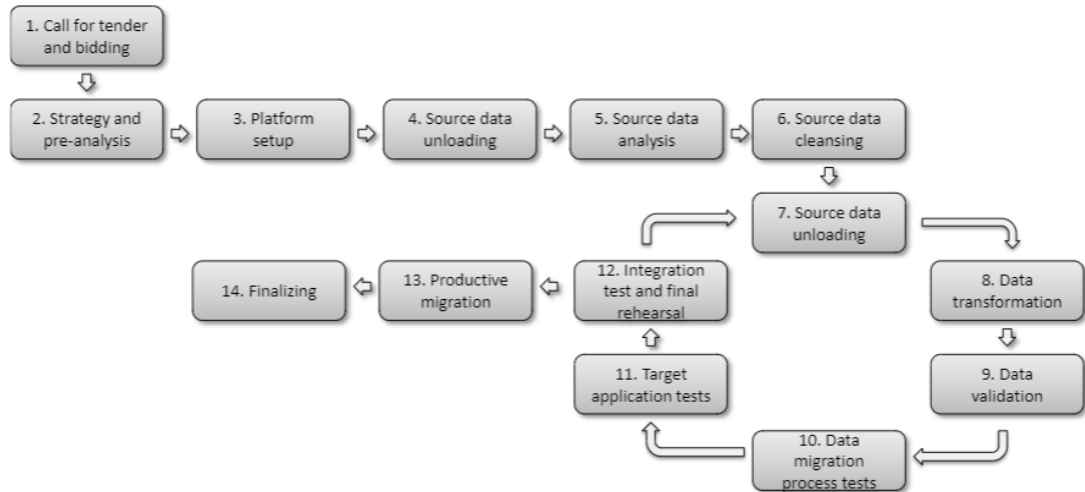 1. Call for tender
and bidding
2. Strategy and
pre-analysis
3. Platform
setup
4. Source data
unloading
5. Source data
analysis
6. Source data
cleansing
7. Source data
unloading
8. Data
transformation
9. Data
validation
10. Data
migration
process tests
11. Target
application tests
12. Integration
test and final
rehearsal
13. Productive
migration
14. Finalizing